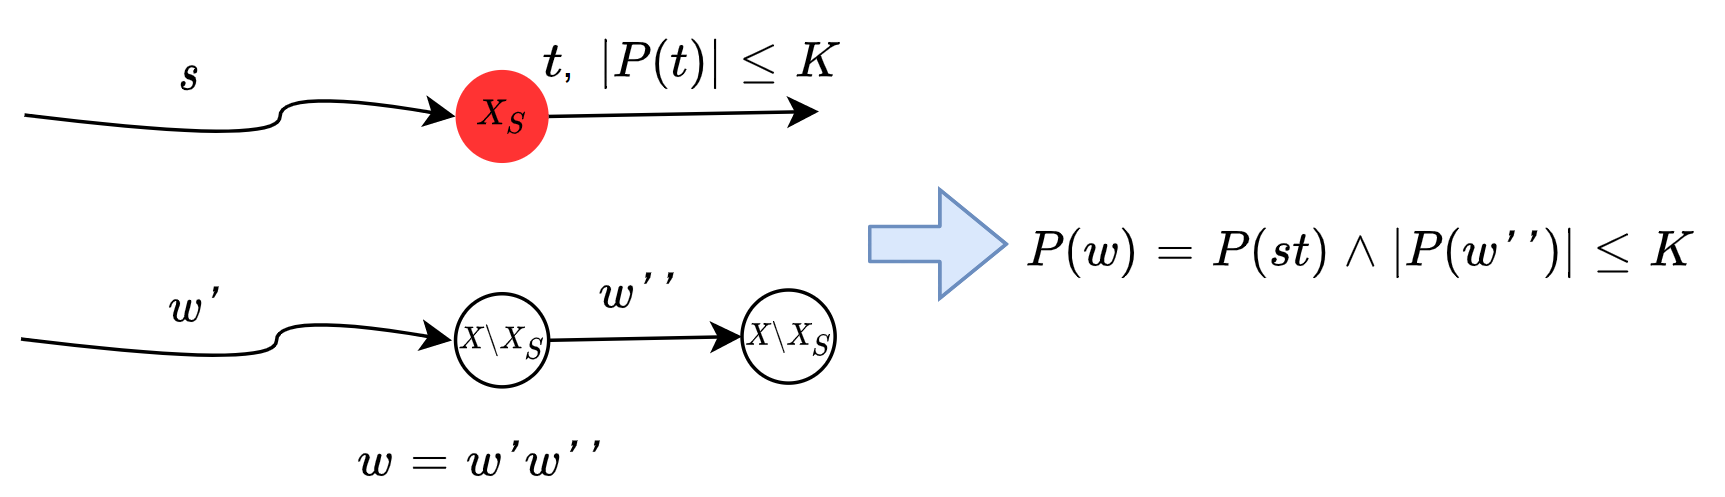 s
t, |P(t)| ≤ K
X_S
P(w) = P(st) ∧ |P(w'')| ≤ K
w'
w''
X\X_S
X\X_S
w = w'w''